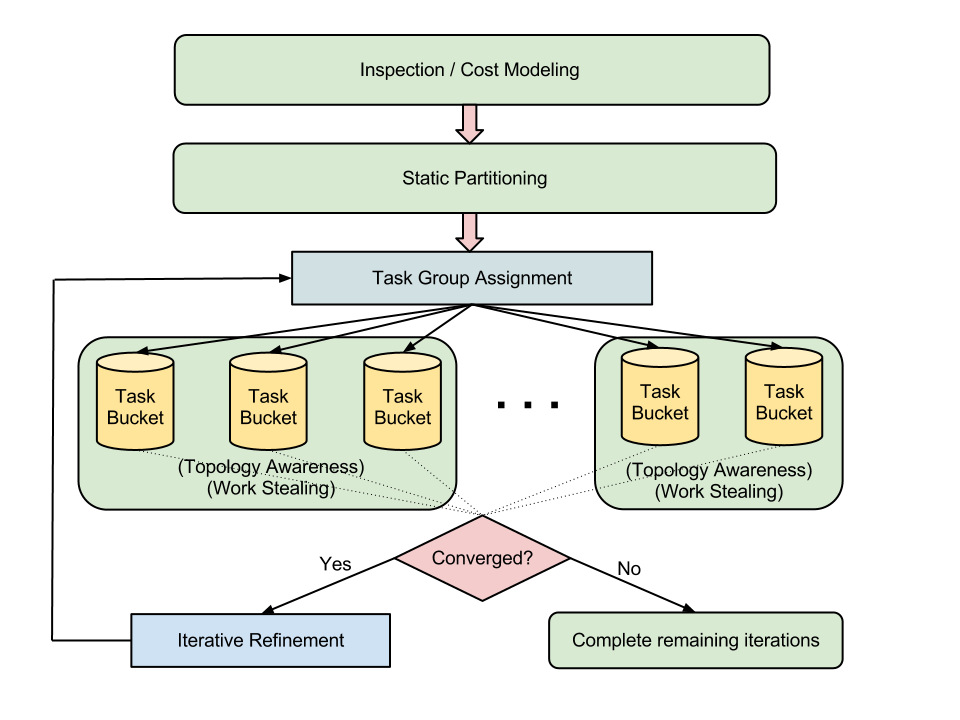 Inspection / Cost Modeling
Static Partitioning
Task Group Assignment
Task
Bucket
Task
Bucket
Task
Bucket
. . .
Task
Bucket
Task
Bucket
(Topology Awareness)
(Work Stealing)
(Topology Awareness)
(Work Stealing)
Converged?
Yes
No
Iterative Refinement
Complete remaining iterations